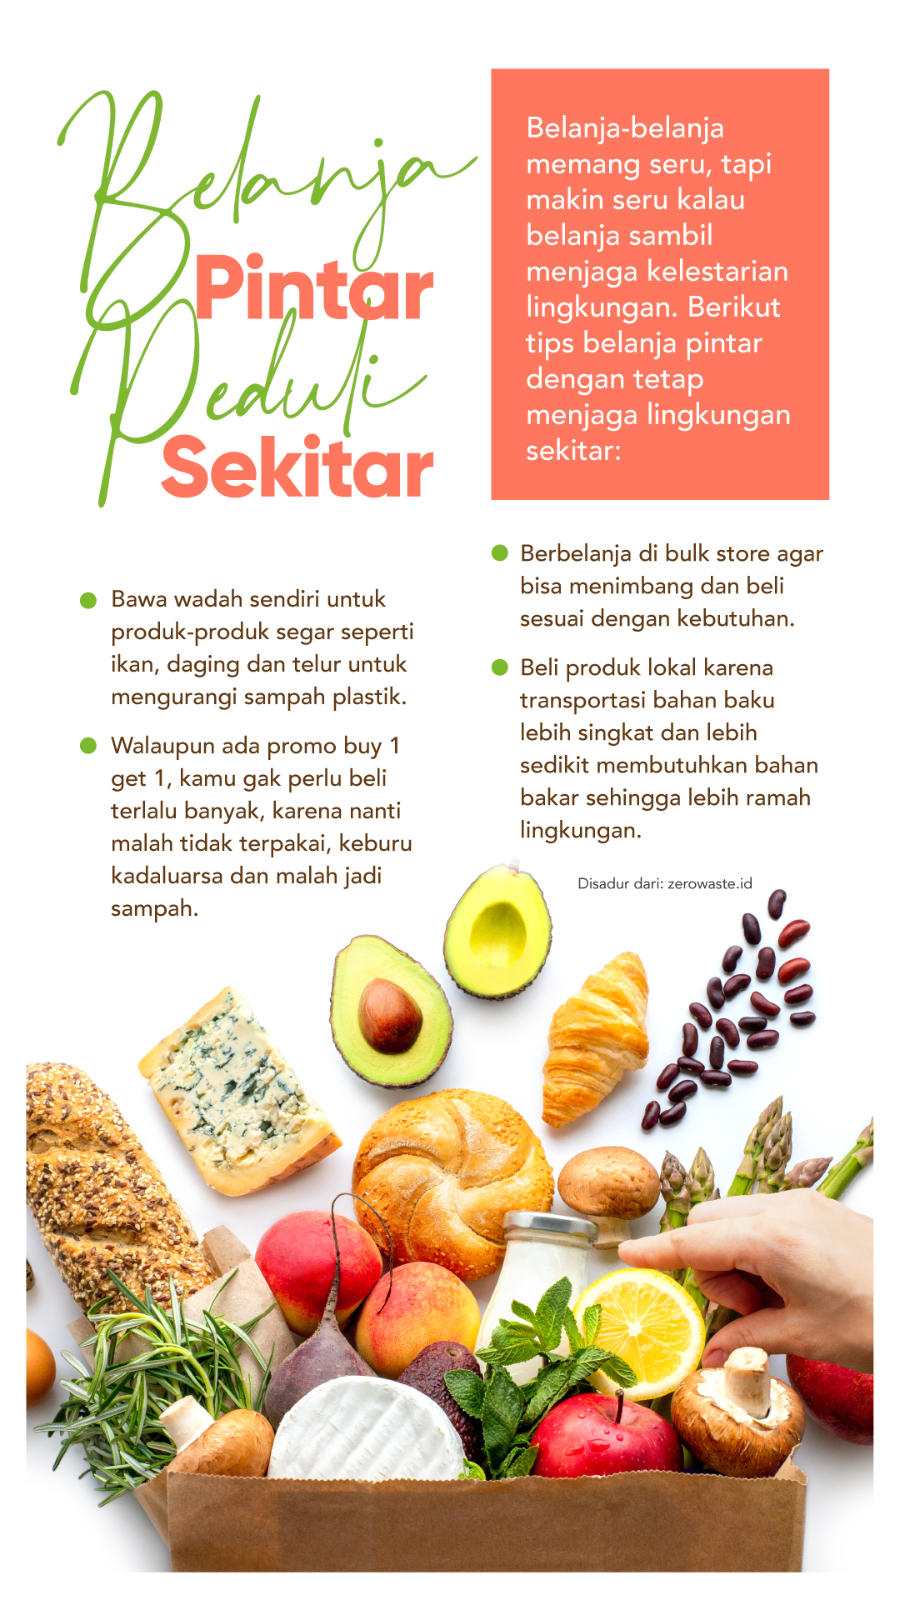 Belanja
Pintar
Peduli
Sekitar
Belanja-belanja
memang seru, tapi
makin seru kalau
belanja sambil
menjaga kelestarian
lingkungan. Berikut
tips belanja pintar
dengan tetap
menjaga lingkungan
sekitar:
Bawa wadah sendiri untuk
produk-produk segar seperti
ikan, daging dan telur untuk
mengurangi sampah plastik.
Walaupun ada promo buy 1
get 1, kamu gak perlu beli
terlalu banyak, karena nanti
malah tidak terpakai, keburu
kadaluarsa dan malah jadi
sampah.
Berbelanja di bulk store agar
bisa menimbang dan beli
sesuai dengan kebutuhan.
Beli produk lokal karena
transportasi bahan baku
lebih singkat dan lebih
sedikit membutuhkan bahan
bakar sehingga lebih ramah
lingkungan.
Disadur dari: zerowaste.id